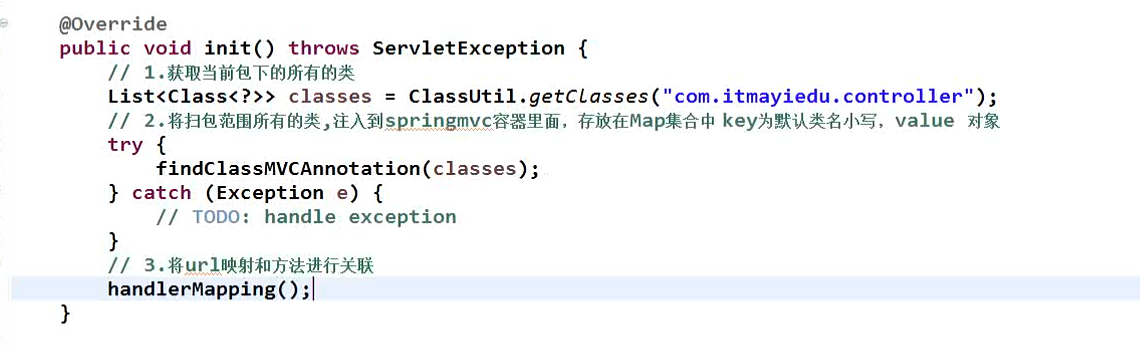 @Override
public void init() throws ServletException {
// 1.获取当前包下的所有的类
List<Class<?>> classes = ClassUtil.getClasses("com.itmayiedu.controller");
// 2.将扫包范围所有的类,注入到springmvc容器里面，存放在Map集合中 key为默认类名小写，value 对象
try {
findClassMVCAnnotation(classes);
} catch (Exception e) {
// TODO: handle exception
}
// 3.将url映射和方法进行关联
handlerMapping();
}